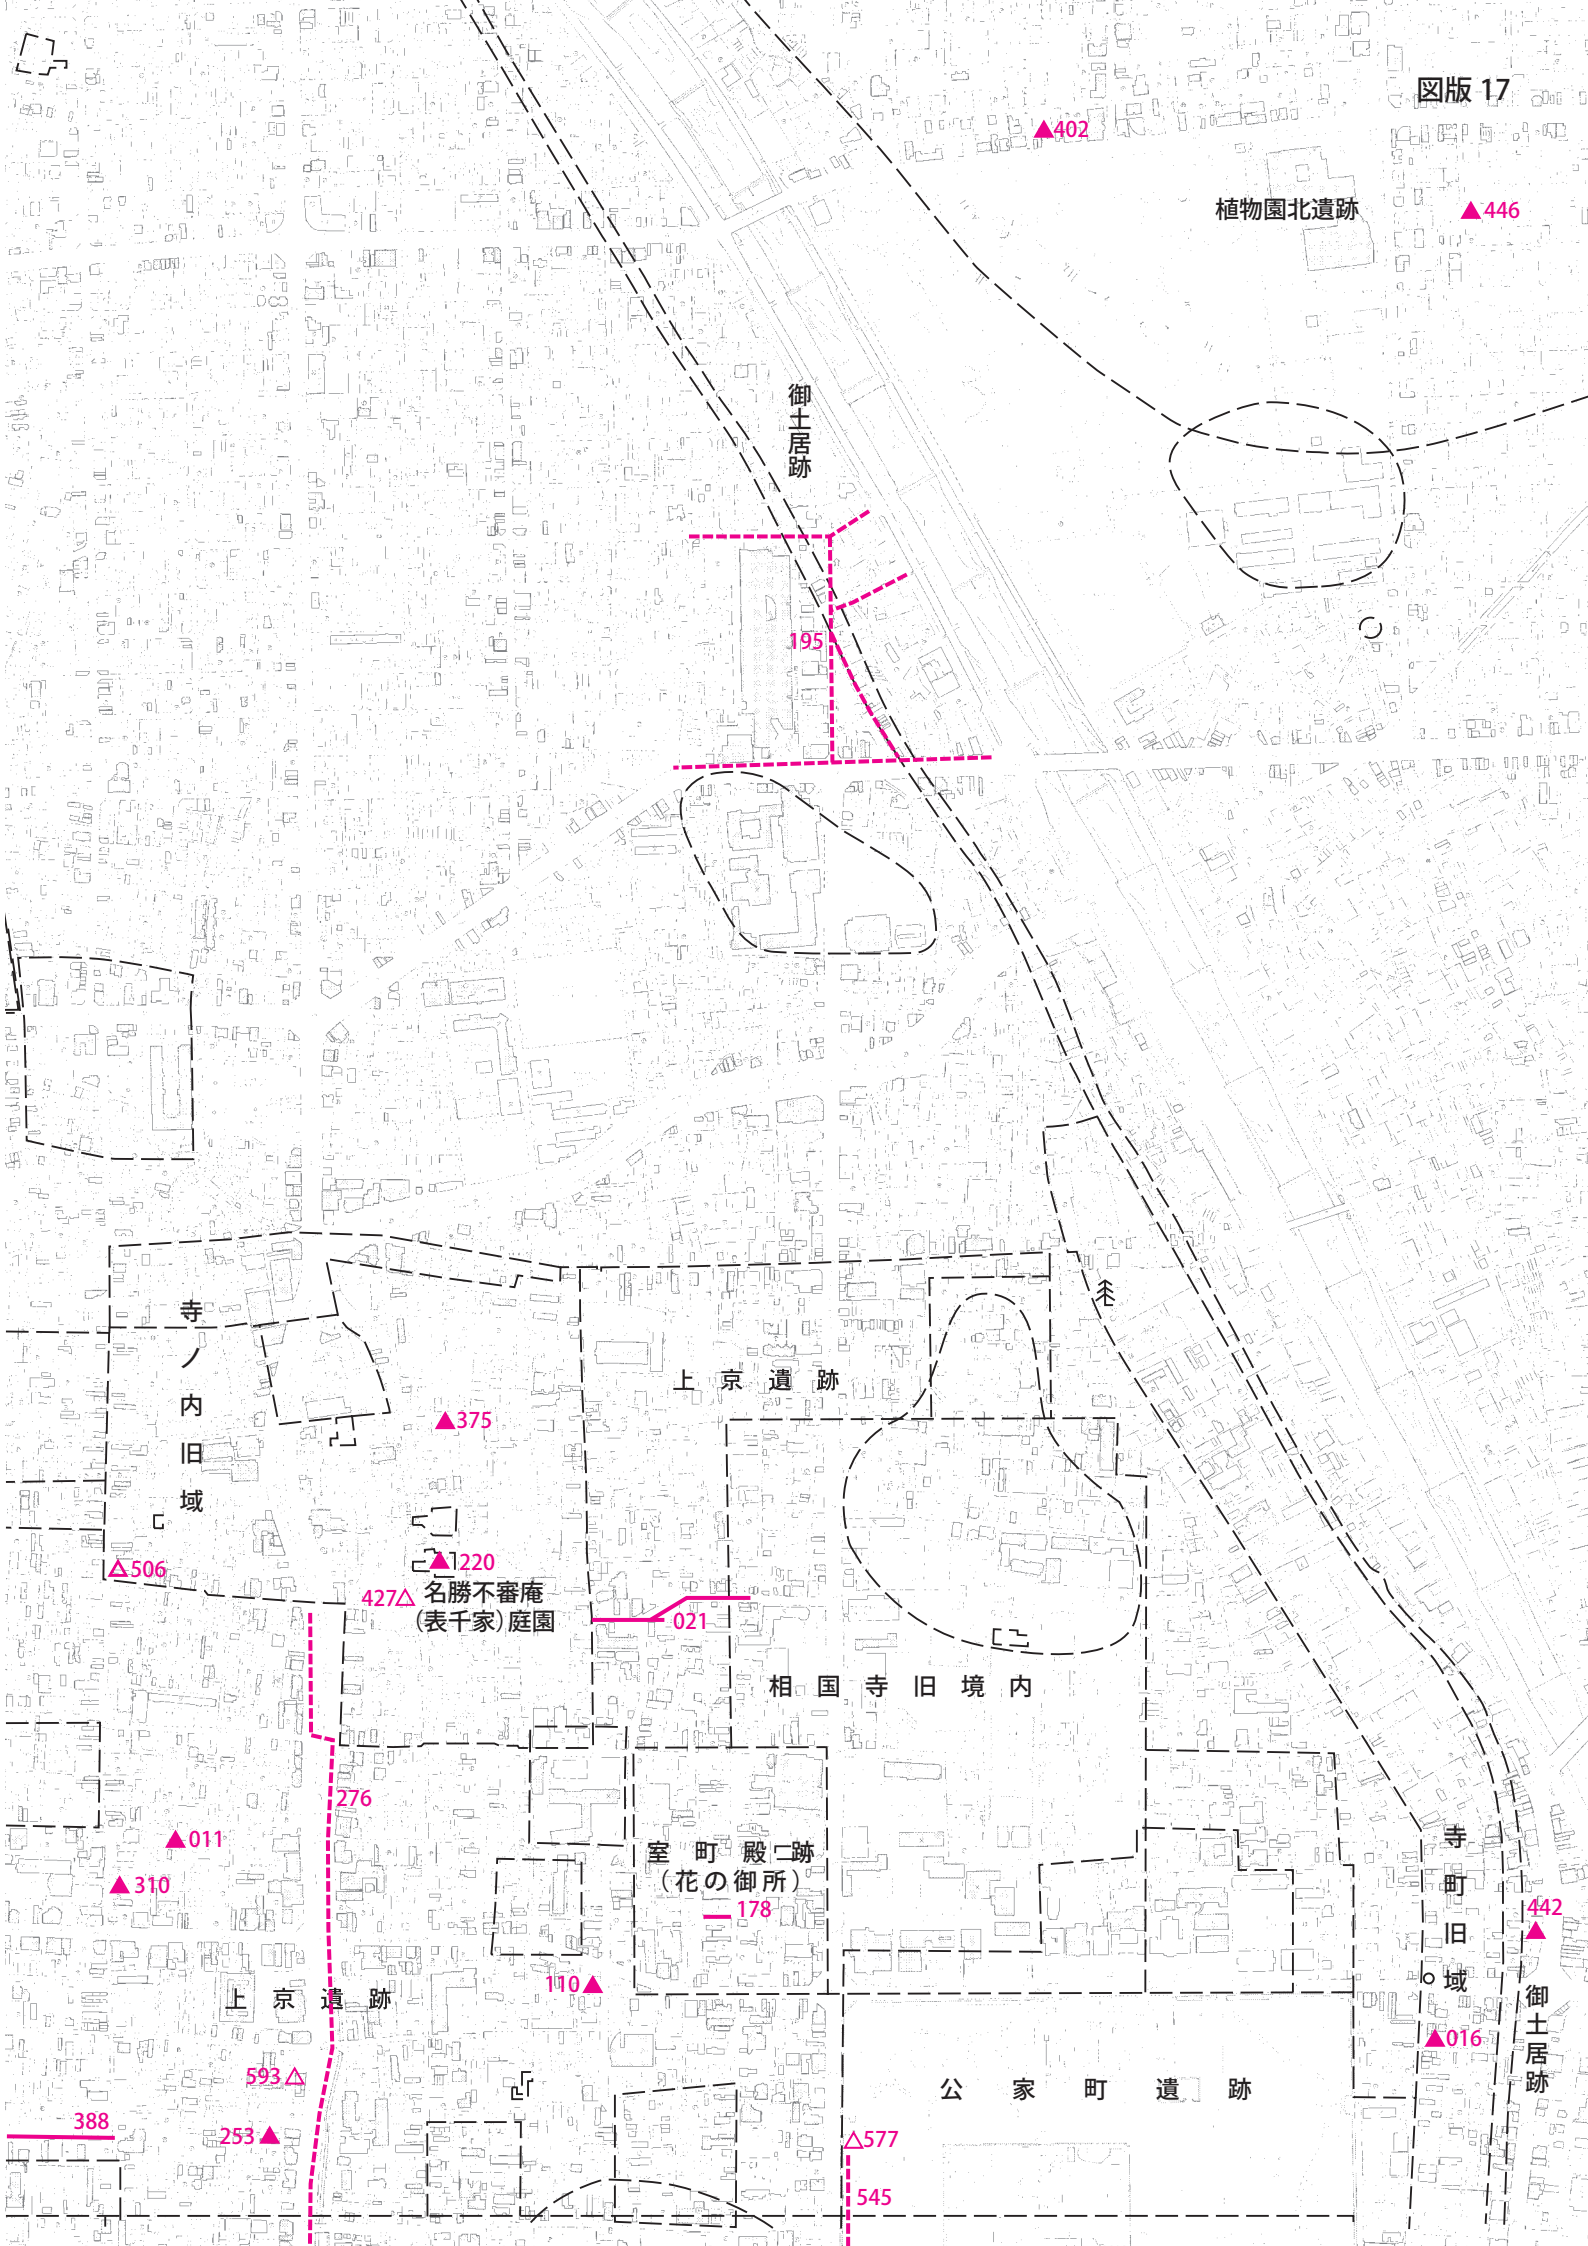 図版 17
402
植物園北遺跡
446
御土居跡
195
寺ノ内旧域
上京遺跡
375
506
220
427
名勝不審庵
(表千家)庭園
021
相国寺旧境内
276
011
310
室町殿跡
(花の御所)
178
寺町旧域
442
110
上京遺跡
御土居跡
016
593
公家町遺跡
388
253
577
545